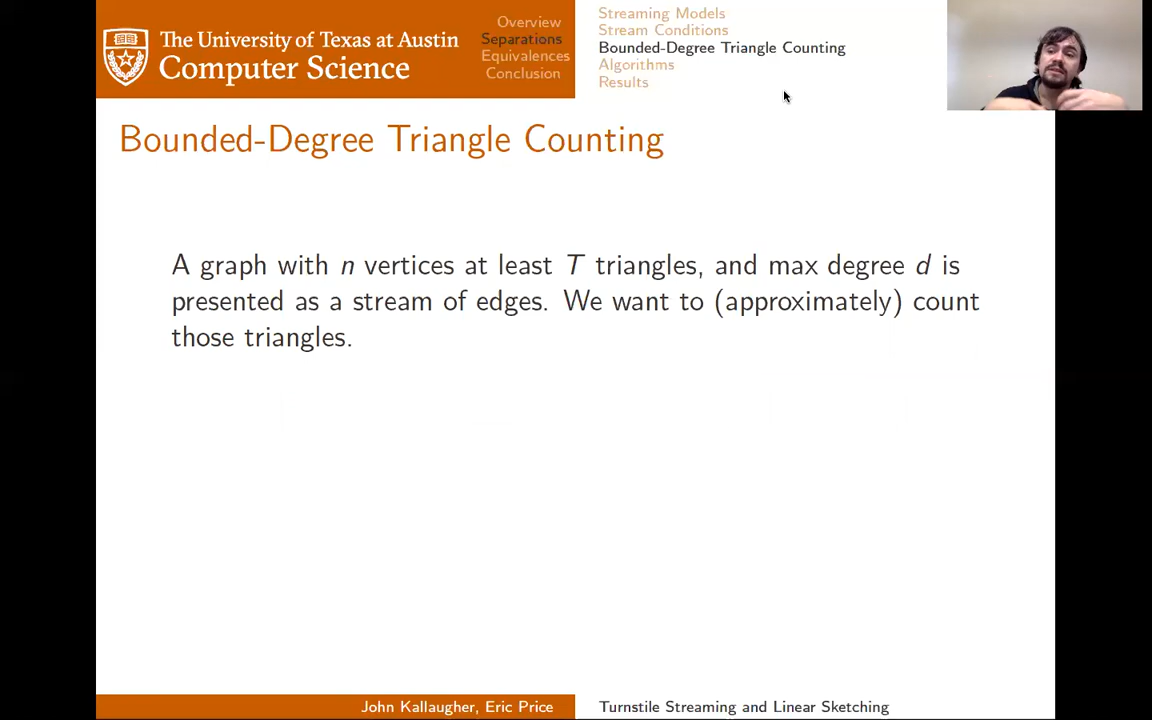 The University of Texas at Austin
Computer Science
Overview
Separations
Equivalences
Conclusion
Streaming Models
Stream Conditions
Bounded-Degree Triangle Counting
Algorithms
Results
Bounded-Degree Triangle Counting
A graph with n vertices at least T triangles, and max degree d is
presented as a stream of edges. We want to (approximately) count
those triangles.
John Kallaugher, Eric Price
Turnstile Streaming and Linear Sketching